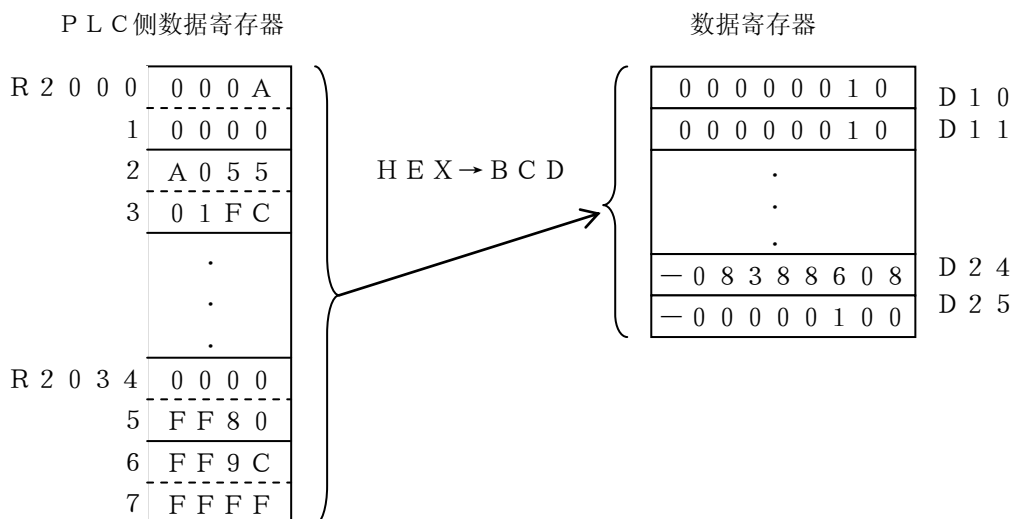 ＰＬＣ侧数据寄存器 数据寄存器
R2000 000A 00000010 D10
1 0000 00000010 D11
2 A055 HEX→BCD
3 01FC
－08388608 D24
－00000100 D25
R2034 0000
5 FF80
6 FF9C
7 FFFF